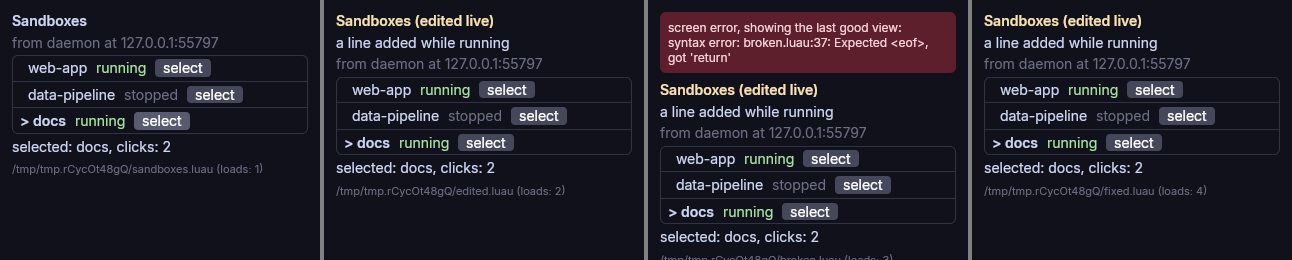 Sandboxes
from daemon at 127.0.0.1:55797
web-app running select
data-pipeline stopped select
> docs running select
selected: docs, clicks: 2
/tmp/tmp.rCycOt48gQ/sandboxes.luau (loads: 1)
Sandboxes (edited live)
a line added while running
from daemon at 127.0.0.1:55797
web-app running select
data-pipeline stopped select
> docs running select
selected: docs, clicks: 2
/tmp/tmp.rCycOt48gQ/edited.luau (loads: 2)
screen error, showing the last good view:
syntax error: broken.luau:37: Expected <eof>,
got 'return'
Sandboxes (edited live)
a line added while running
from daemon at 127.0.0.1:55797
web-app running select
data-pipeline stopped select
> docs running select
selected: docs, clicks: 2
/tmp/tmp.rCycOt48gQ/broken.luau (loads: 3)
Sandboxes (edited live)
a line added while running
from daemon at 127.0.0.1:55797
web-app running select
data-pipeline stopped select
> docs running select
selected: docs, clicks: 2
/tmp/tmp.rCycOt48gQ/fixed.luau (loads: 4)